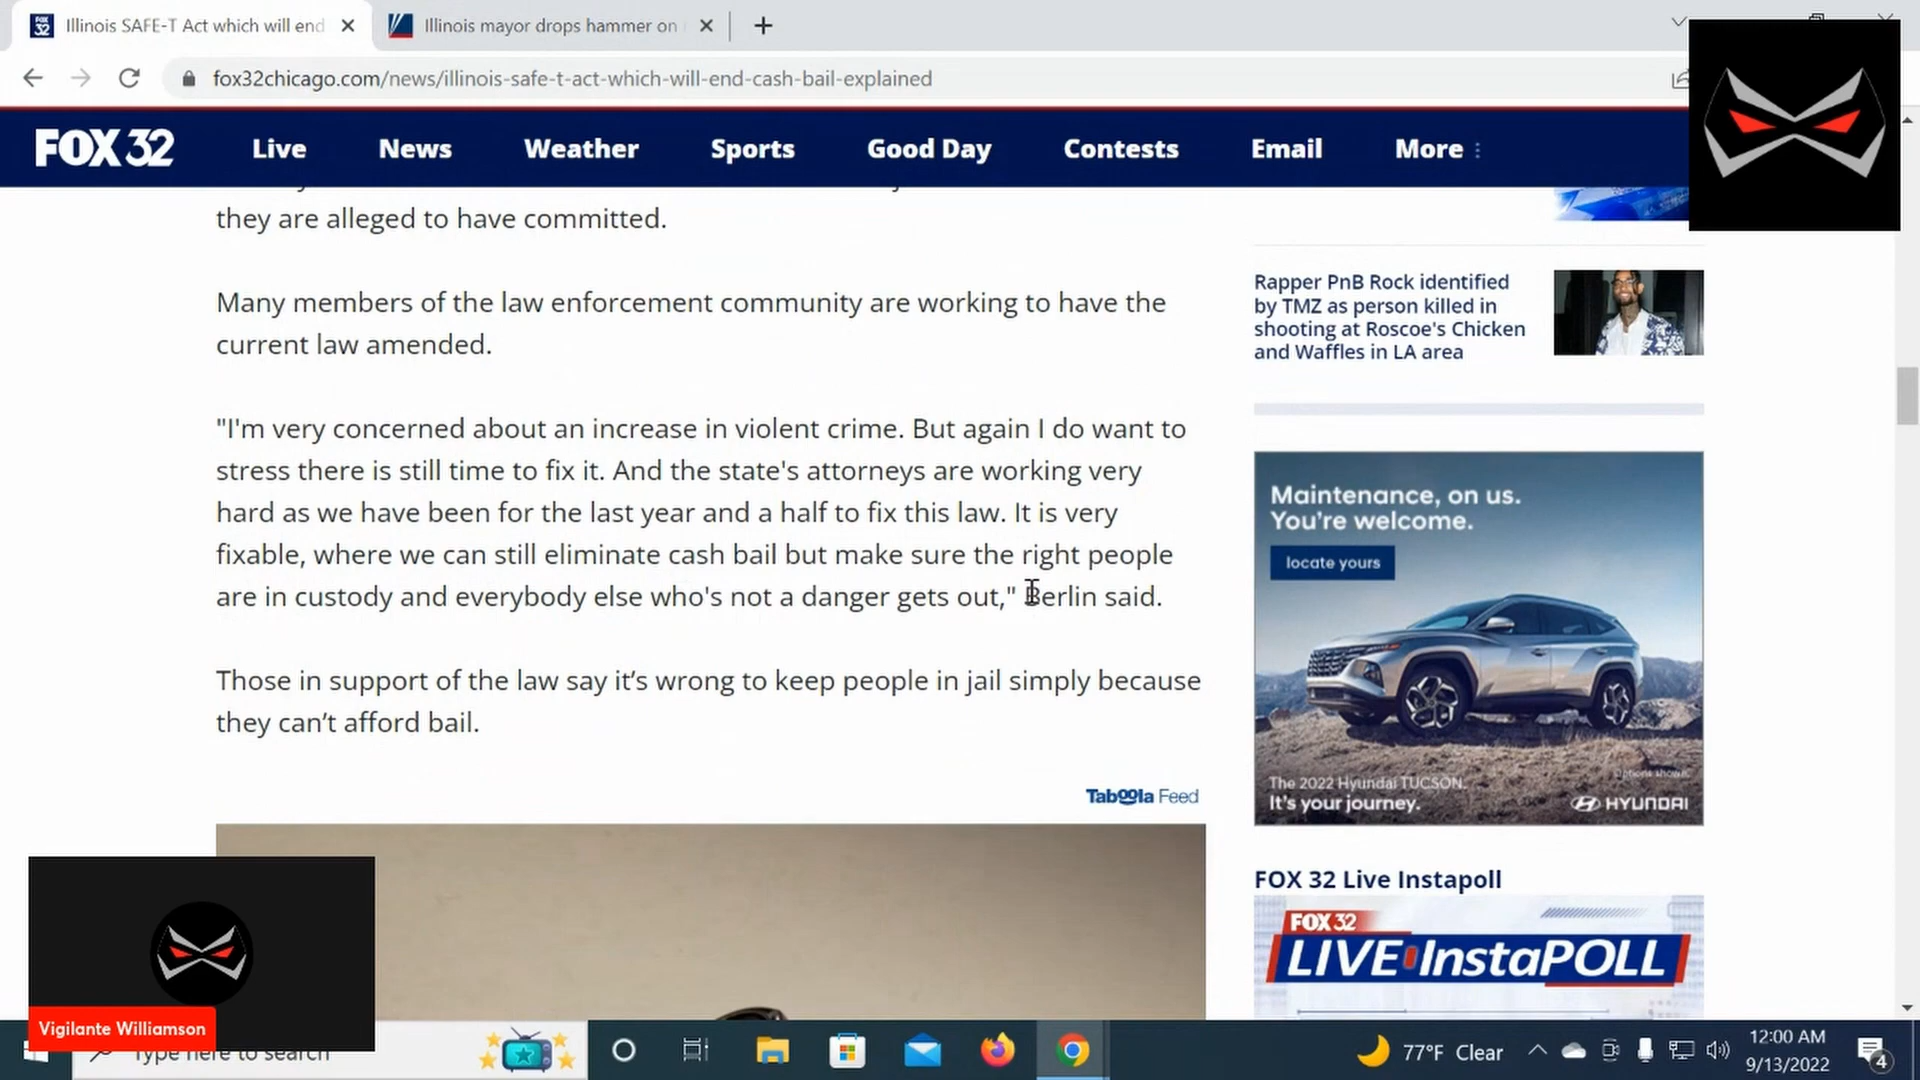 Illinois SAFE-T Act which will end
Illinois mayor drops hammer on
fox32chicago.com/news/illinois-safe-t-act-which-will-end-cash-bail-explained
FOX 32
Live
News
Weather
Sports
Good Day
Contests
Email
More
they are alleged to have committed.
Many members of the law enforcement community are working to have the
current law amended.
"I'm very concerned about an increase in violent crime. But again I do want to
stress there is still time to fix it. And the state's attorneys are working very
hard as we have been for the last year and a half to fix this law. It is very
fixable, where we can still eliminate cash bail but make sure the right people
are in custody and everybody else who's not a danger gets out," Berlin said.
Those in support of the law say it’s wrong to keep people in jail simply because
they can’t afford bail.
Taboola Feed
Rapper PnB Rock identified
by TMZ as person killed in
shooting at Roscoe's Chicken
and Waffles in LA area
Maintenance, on us.
You’re welcome.
locate yours
The 2022 Hyundai TUCSON.
It’s your journey.
Options shown.
HYUNDAI
FOX 32 Live Instapoll
FOX 32
LIVE InstaPOLL
Vigilante Williamson
Type here to search
77°F Clear
12:00 AM
9/13/2022
4